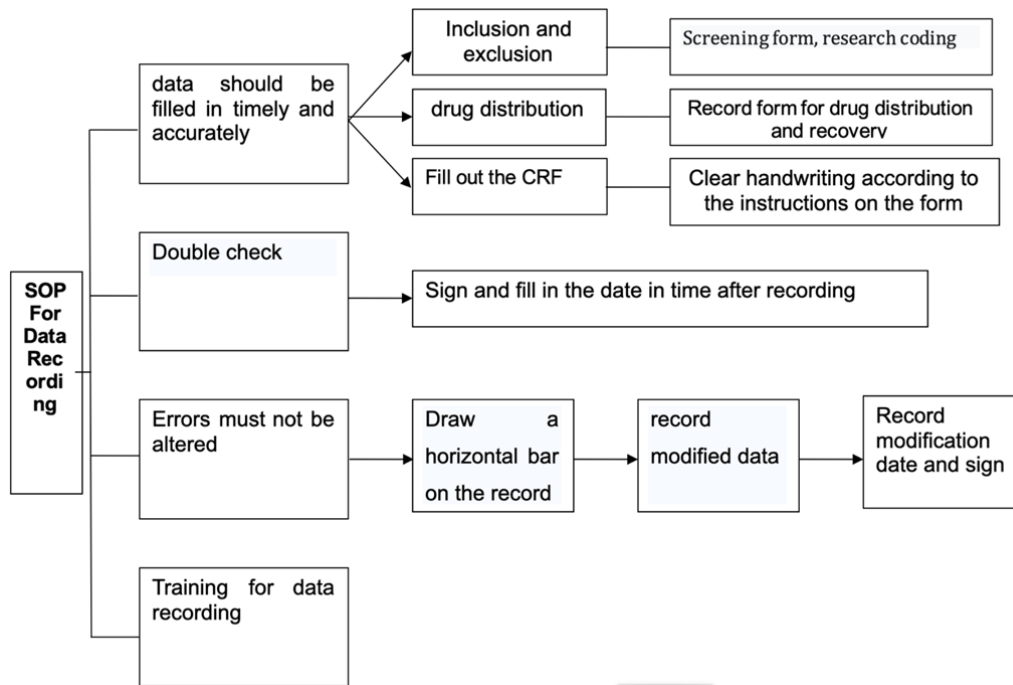 SOP
For
Data
Rec
ordi
ng
data should be
filled in timely and
accurately
Inclusion and
exclusion
Screening form, research coding
drug distribution
Record form for drug distribution
and recovery
Fill out the CRF
Clear handwriting according to
the instructions on the form
Double check
Sign and fill in the date in time after recording
Errors must not be
altered
Draw a
horizontal bar
on the record
record
modified data
Record
modification
date and sign
Training for data
recording